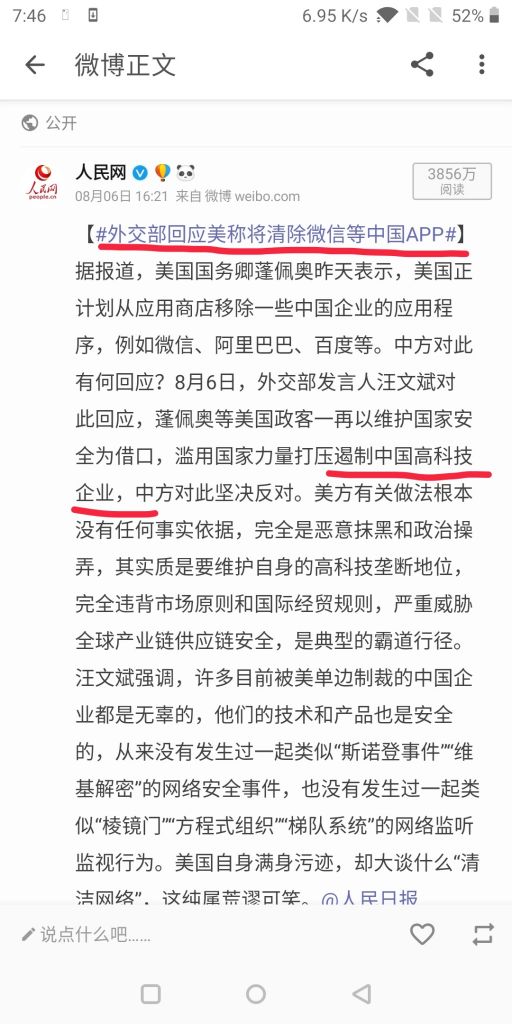 7:46 6.95 K/s 52%
微博正文
公开
人民网
3856万
阅读
人民网
people.cn
08月06日 16:21 来自 微博 weibo.com
【#外交部回应美称将清除微信等中国APP#】
据报道，美国国务卿蓬佩奥昨天表示，美国正
计划从应用商店移除一些中国企业的应用程
序，例如微信、阿里巴巴、百度等。中方对此
有何回应？8月6日，外交部发言人汪文斌对
此回应，蓬佩奥等美国政客一再以维护国家安
全为借口，滥用国家力量打压遏制中国高科技
企业，中方对此坚决反对。美方有关做法根本
没有任何事实依据，完全是恶意抹黑和政治操
弄，其实质是要维护自身的高科技垄断地位，
完全违背市场原则和国际经贸规则，严重威胁
全球产业链供应链安全，是典型的霸道行径。
汪文斌强调，许多目前被美单边制裁的中国企
业都是无辜的，他们的技术和产品也是安全
的，从来没有发生过一起类似“斯诺登事件”“维
基解密”的网络安全事件，也没有发生过一起类
似“棱镜门”“方程式组织”“梯队系统”的网络监听
监视行为。美国自身满身污迹，却大谈什么“清
洁网络”，这纯属荒谬可笑。@人民日报
说点什么吧......